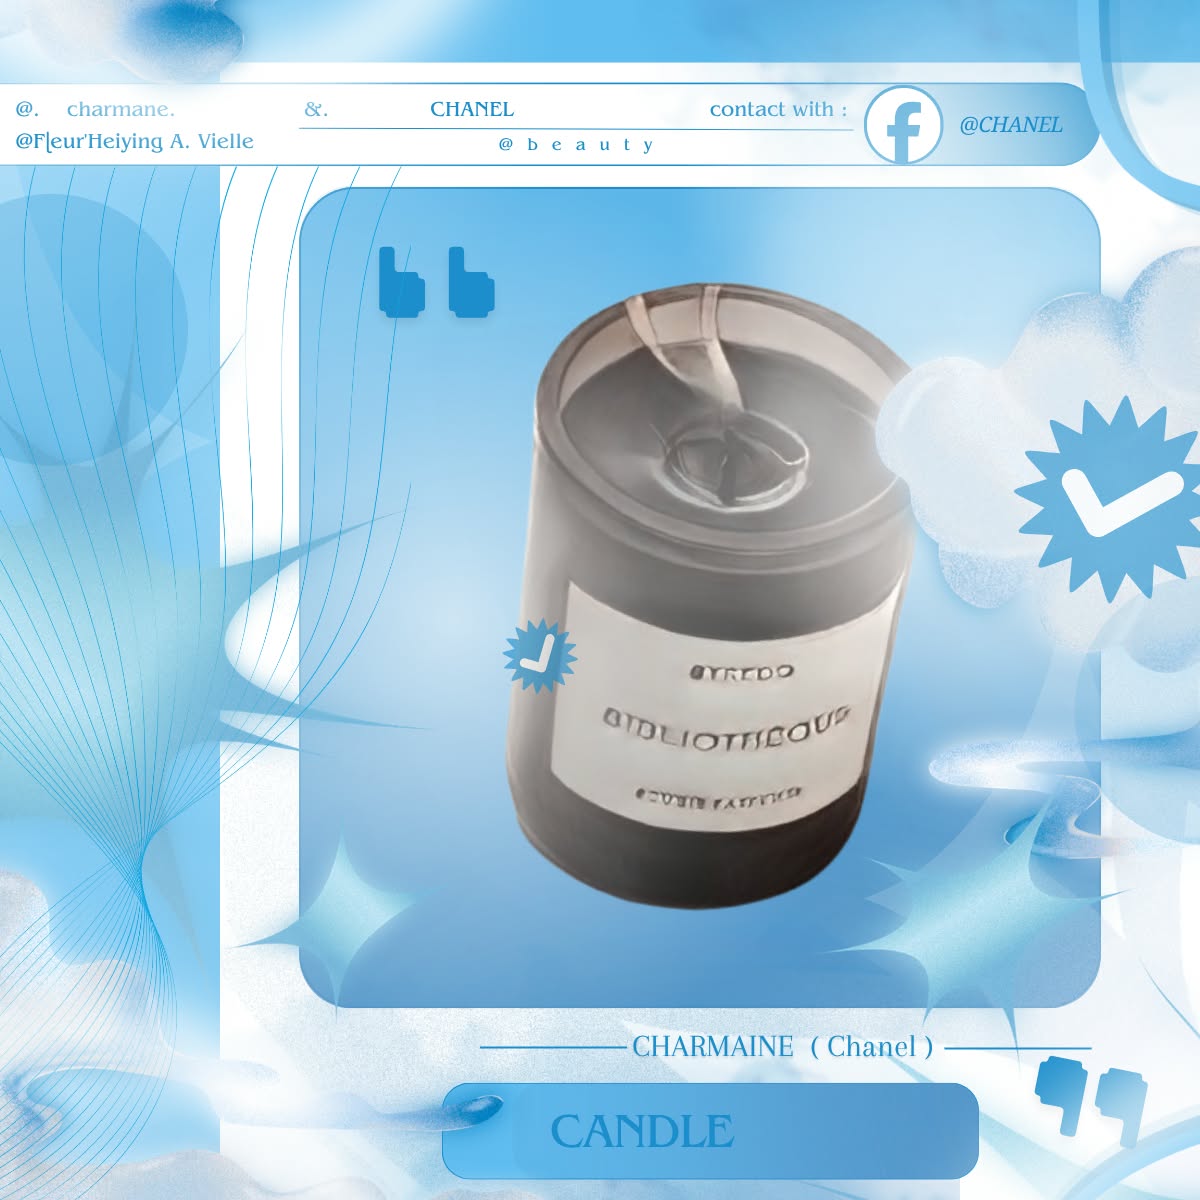 @. charmane. &. CHANEL contact with :
@Fleur'Heiying A. Vielle
@ b e a u t y
@CHANEL
BYREDO
BIBLIOTHEQUE
CHARMAINE ( Chanel )
CANDLE